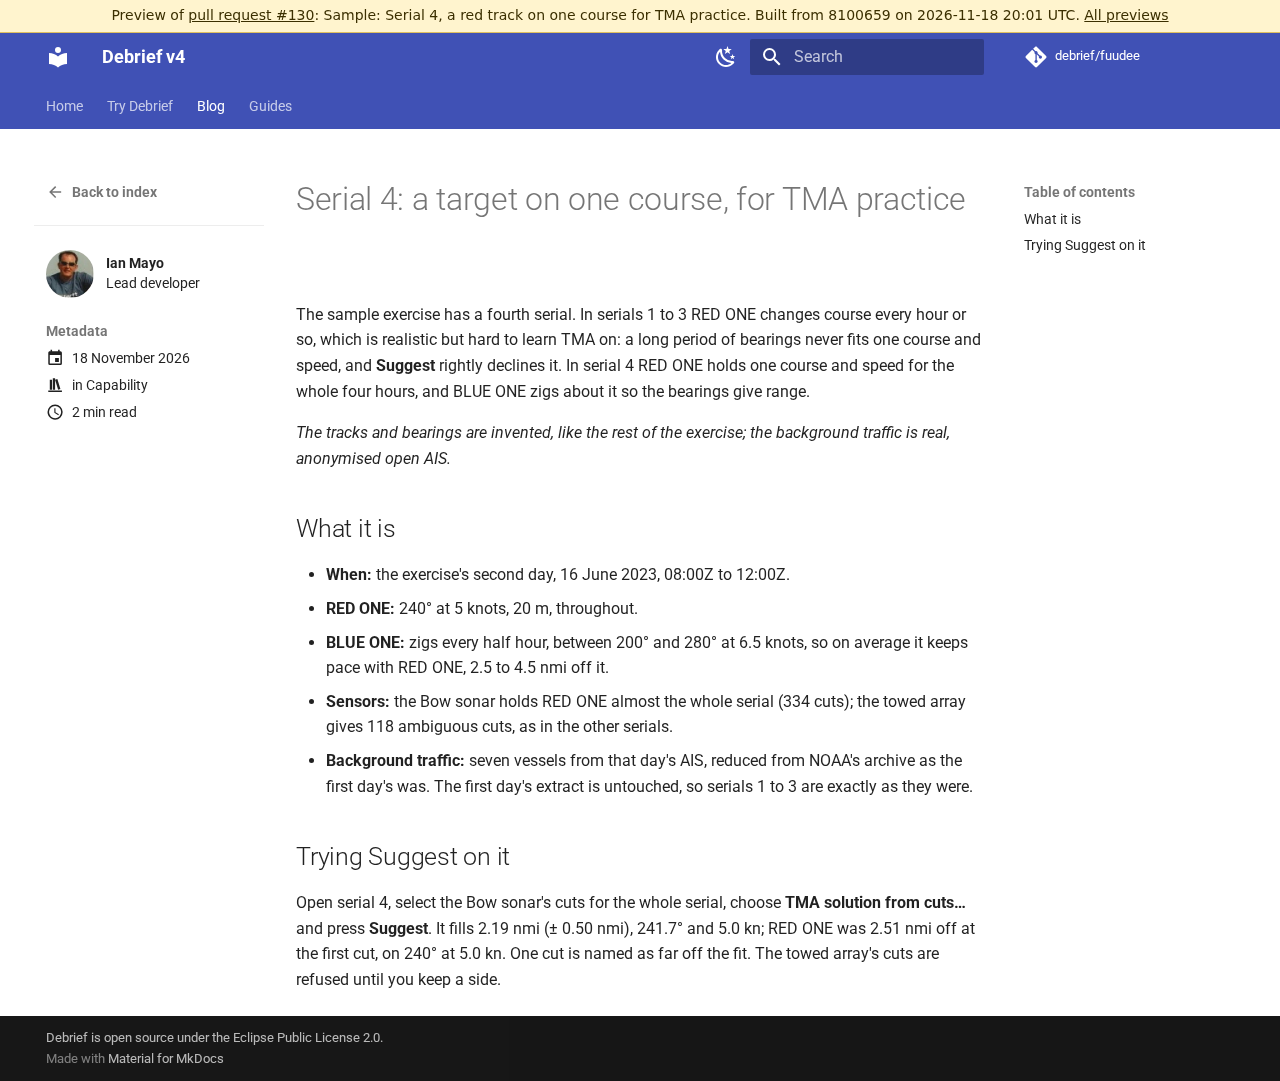 Preview of pull request #130: Sample: Serial 4, a red track on one course for TMA practice. Built from 8100659 on 2026-11-18 20:01 UTC. All previews
Debrief v4
Search
debrief/fuudee
Home
Try Debrief
Blog
Guides
Back to index
Ian Mayo
Lead developer
Metadata
18 November 2026
in Capability
2 min read
Serial 4: a target on one course, for TMA practice
The sample exercise has a fourth serial. In serials 1 to 3 RED ONE changes course every hour or
so, which is realistic but hard to learn TMA on: a long period of bearings never fits one course and
speed, and Suggest rightly declines it. In serial 4 RED ONE holds one course and speed for the
whole four hours, and BLUE ONE zigs about it so the bearings give range.
The tracks and bearings are invented, like the rest of the exercise; the background traffic is real,
anonymised open AIS.
What it is
• When: the exercise's second day, 16 June 2023, 08:00Z to 12:00Z.
• RED ONE: 240° at 5 knots, 20 m, throughout.
• BLUE ONE: zigs every half hour, between 200° and 280° at 6.5 knots, so on average it keeps
pace with RED ONE, 2.5 to 4.5 nmi off it.
• Sensors: the Bow sonar holds RED ONE almost the whole serial (334 cuts); the towed array
gives 118 ambiguous cuts, as in the other serials.
• Background traffic: seven vessels from that day's AIS, reduced from NOAA's archive as the
first day's was. The first day's extract is untouched, so serials 1 to 3 are exactly as they were.
Trying Suggest on it
Open serial 4, select the Bow sonar's cuts for the whole serial, choose TMA solution from cuts…
and press Suggest. It fills 2.19 nmi (± 0.50 nmi), 241.7° and 5.0 kn; RED ONE was 2.51 nmi off at
the first cut, on 240° at 5.0 kn. One cut is named as far off the fit. The towed array's cuts are
refused until you keep a side.
Table of contents
What it is
Trying Suggest on it
Debrief is open source under the Eclipse Public License 2.0.
Made with Material for MkDocs